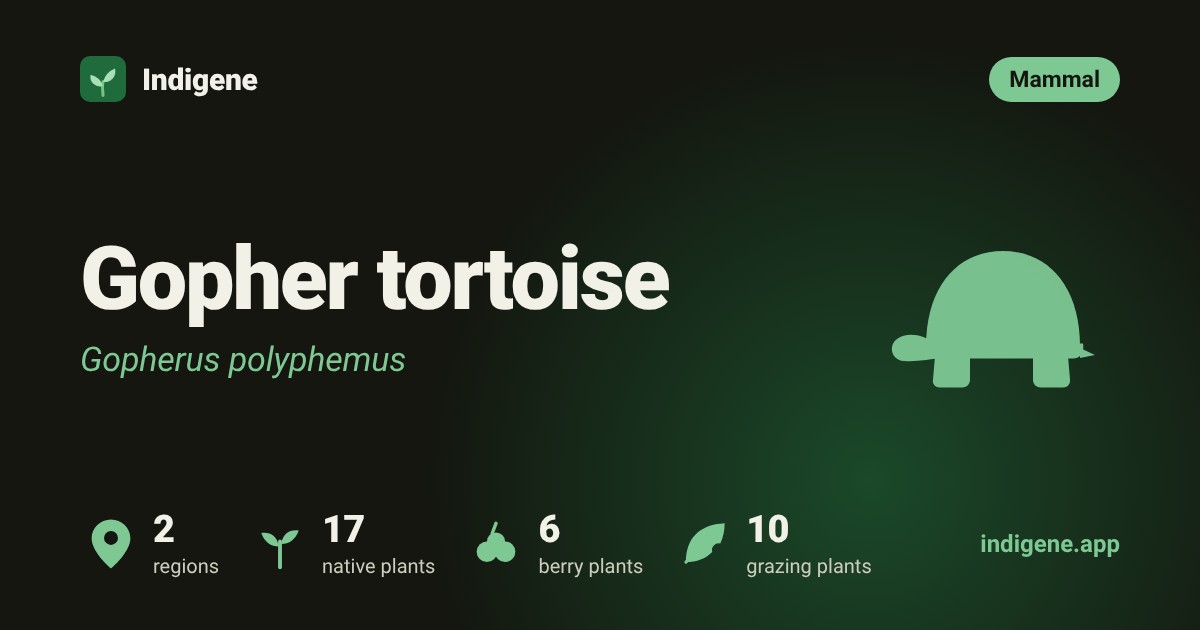 Indigene
Mammal
Gopher tortoise
Gopherus polyphemus
2
regions
17
native plants
6
berry plants
10
grazing plants
indigene.app